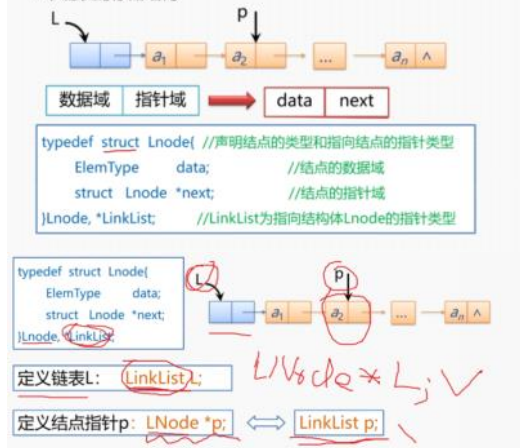 L p
a1 a2 ... an ∧
数据域 指针域 data next
typedef struct Lnode{ //声明结点的类型和指向结点的指针类型
ElemType data; //结点的数据域
struct Lnode *next; //结点的指针域
}Lnode, *LinkList; //LinkList为指向结构体Lnode的指针类型
typedef struct Lnode{
ElemType data;
struct Lnode *next;
}Lnode, *LinkList;
L p
a1 a2 ... an ∧
定义链表L: LinkList L;
LNode* L;
定义结点指针p: LNode *p; LinkList p;